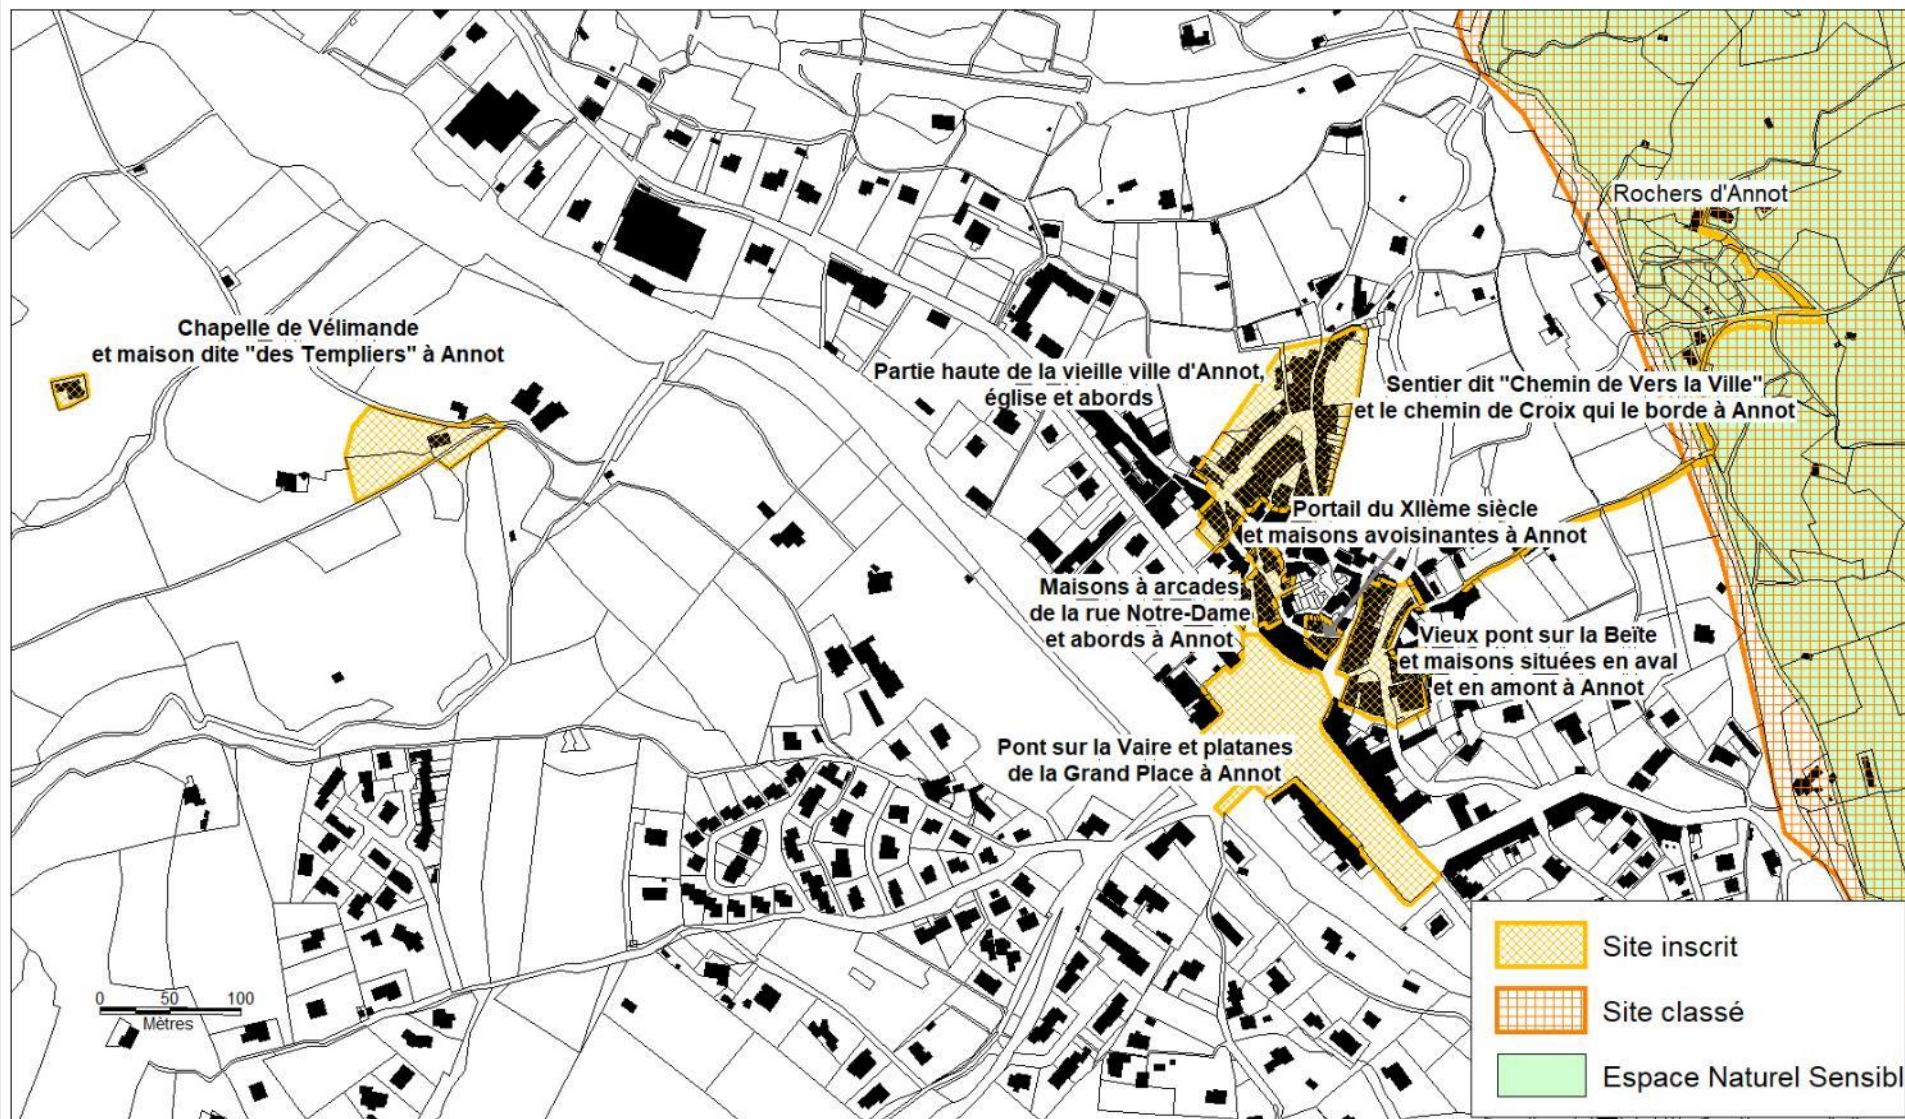 Rochers d'Annot
Chapelle de Vélimande
et maison dite "des Templiers" à Annot
Partie haute de la vieille ville d'Annot,
église et abords
Sentier dit "Chemin de Vers la Ville"
et le chemin de Croix qui le borde à Annot
Portail du XIIème siècle
et maisons avoisinantes à Annot
Maisons à arcades
de la rue Notre-Dame
et abords à Annot
Vieux pont sur la Beïte
et maisons situées en aval
et en amont à Annot
Pont sur la Vaire et platanes
de la Grand Place à Annot
0 50 100
Mètres
Site inscrit
Site classé
Espace Naturel Sensibl